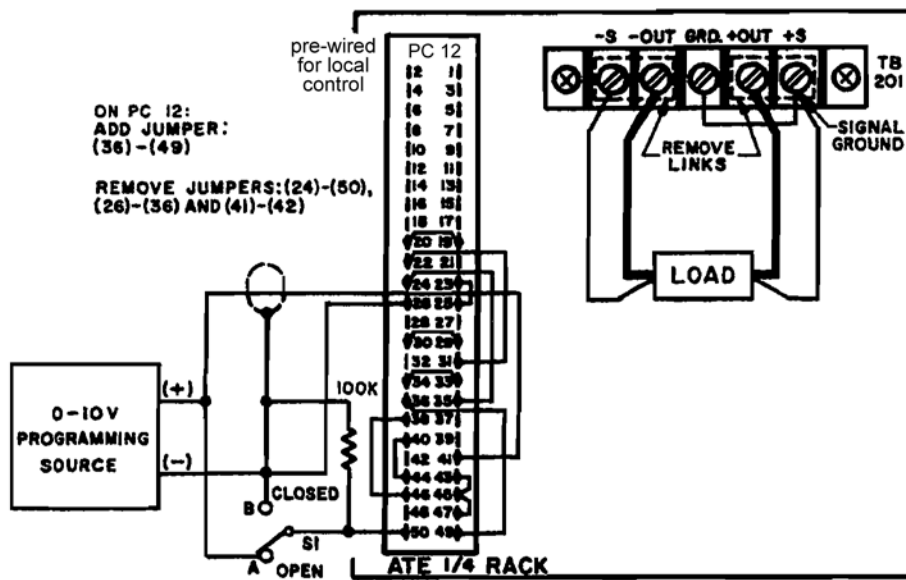 pre-wired
for local
control
PC 12
2 1
4 3
6 5
8 7
10 9
12 11
14 13
16 15
18 17
20 19
22 21
24 23
26 25
28 27
30 29
32 31
34 33
36 35
38 37
40 39
42 41
44 43
46 45
48 47
50 49
ON PC 12:
ADD JUMPER:
(36)-(49)
REMOVE JUMPERS:(24)-(50),
(26)-(36) AND (41)-(42)
-S -OUT GRD. +OUT +S
TB
201
REMOVE
LINKS
SIGNAL
GROUND
LOAD
0-10V
PROGRAMMING
SOURCE
(+)
(-)
100K
CLOSED
B
S1
A
OPEN
ATE 1/4 RACK